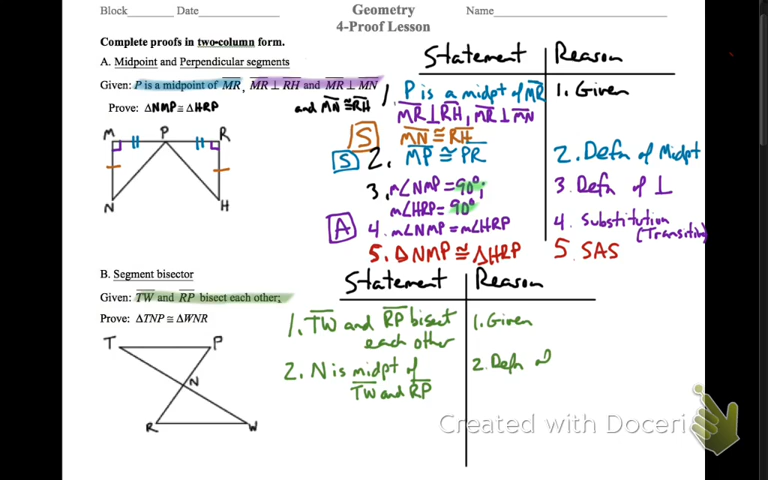 Block______ Date________
Geometry
Name____________________
4-Proof Lesson
Complete proofs in two-column form.
A. Midpoint and Perpendicular segments
Given: P is a midpoint of MR, MR ⊥ RH and MR ⊥ MN
and MN ≅ RH
Prove: ΔNMP ≅ ΔHRP
M P R
N H
Statement Reason
1. P is a midpt of MR 1. Given
MR ⊥ RH, MR ⊥ MN
S MN ≅ RH
S 2. MP ≅ PR 2. Defn of Midpt
3. m∠NMP = 90°; 3. Defn of ⊥
m∠HRP = 90°
A 4. m∠NMP = m∠HRP 4. Substitution
(Transitive)
5. ΔNMP ≅ ΔHRP 5. SAS
B. Segment bisector
Given: TW and RP bisect each other;
Prove: ΔTNP ≅ ΔWNR
T P
N
R W
Statement Reason
1. TW and RP bisect 1. Given
each other
2. N is midpt of 2. Defn of
TW and RP
Created with Doceri